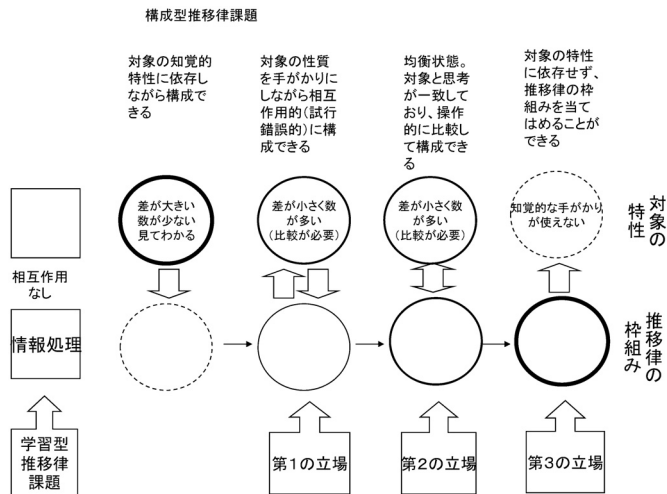 構成型推移律課題
対象の知覚的
特性に依存し
ながら構成で
きる
対象の性質
を手がかりに
しながら相互
作用的(試行
錯誤的)に構
成できる
均衡状態。
対象と思考
が一致して
おり、操作
的に比較し
て構成でき
る
対象の特性
に依存せず、
推移律の枠
組みを当て
はめることが
できる
差が大きい
数が少ない
見てわかる
差が小さく数
が多い
(比較が必要)
差が小さく数
が多い
(比較が必要)
知覚的な手がかり
が使えない
対象の
特性
相互作用
なし
情報処理
推移律の
枠組み
学習型
推移律
課題
第1の立場
第2の立場
第3の立場